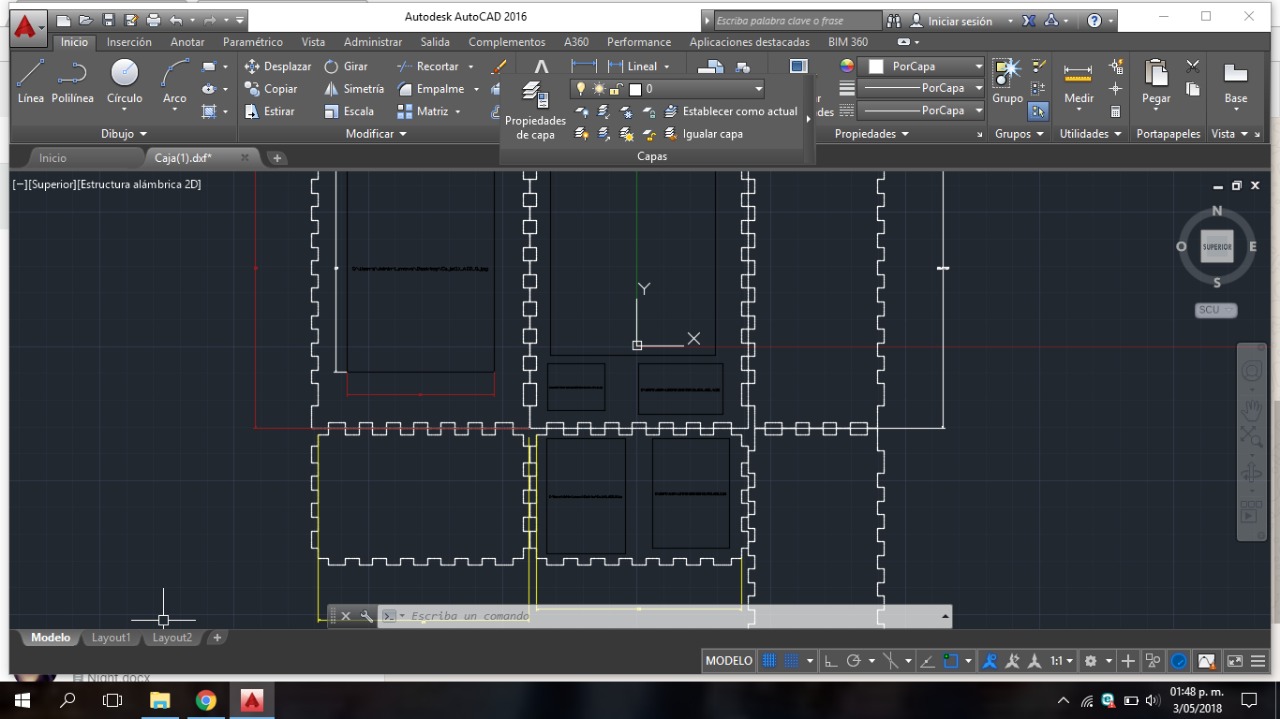 Autodesk AutoCAD 2016
Escriba palabra clave o frase
Iniciar sesión
Inicio
Inserción
Anotar
Paramétrico
Vista
Administrar
Salida
Complementos
A360
Performance
Aplicaciones destacadas
BIM 360
Línea
Polilínea
Círculo
Arco
Dibujo
Desplazar
Girar
Recortar
Copiar
Simetría
Empalme
Estirar
Escala
Matriz
Modificar
Lineal
Propiedades
de capa
0
Establecer como actual
Igualar capa
Capas
PorCapa
PorCapa
PorCapa
Propiedades
Grupo
Grupos
Medir
Utilidades
Pegar
Portapapeles
Base
Vista
Inicio
Caja(1).dxf*
[−][Superior][Estructura alámbrica 2D]
N
O
SUPERIOR
E
S
SCU
Y
X
Escriba un comando
Modelo
Layout1
Layout2
MODELO
1:1
Night.docx
01:48 p. m.
3/05/2018